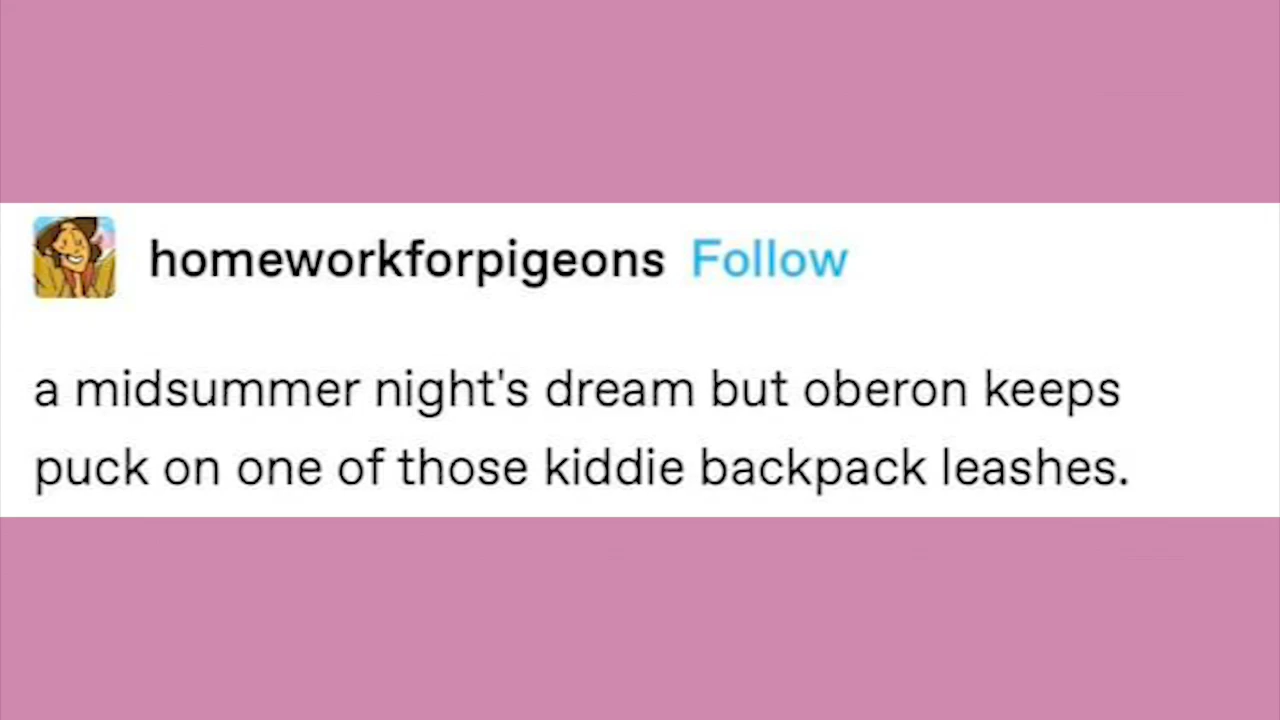 homeworkforpigeons Follow
a midsummer night's dream but oberon keeps
puck on one of those kiddie backpack leashes.